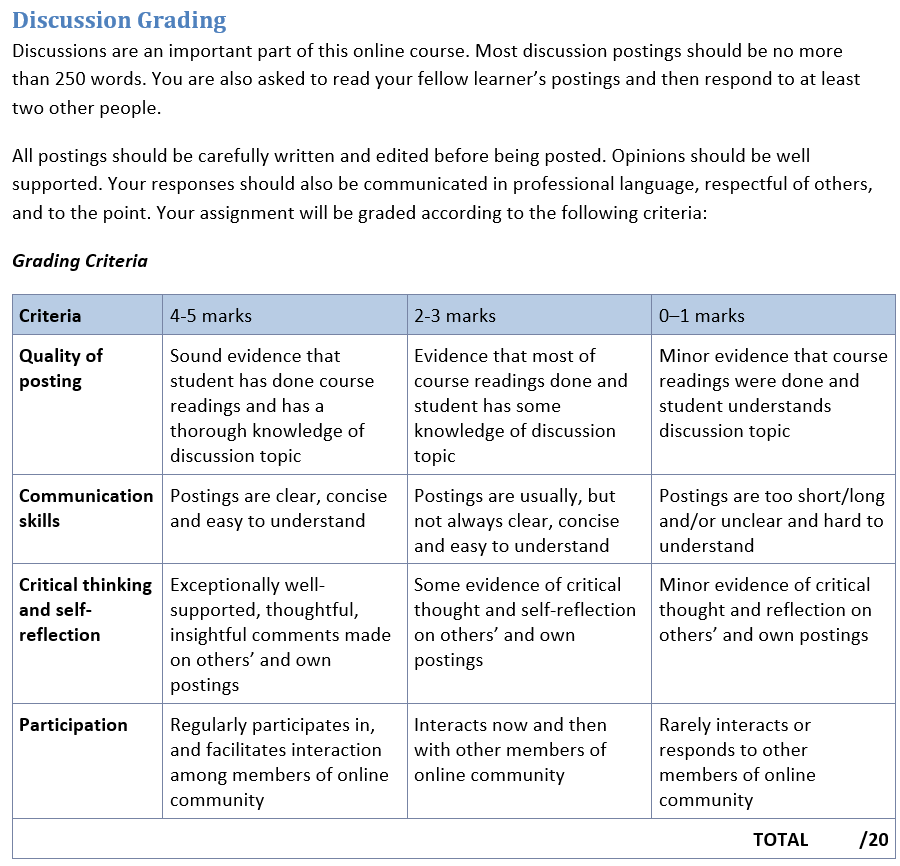 Discussion Grading
Discussions are an important part of this online course. Most discussion postings should be no more
than 250 words. You are also asked to read your fellow learner's postings and then respond to at least
two other people.
All postings should be carefully written and edited before being posted. Opinions should be well
supported. Your responses should also be communicated in professional language, respectful of others,
and to the point. Your assignment will be graded according to the following criteria:
Grading Criteria
Criteria
4-5 marks
2-3 marks
0–1 marks
Quality of
posting
Sound evidence that
student has done course
readings and has a
thorough knowledge of
discussion topic
Evidence that most of
course readings done and
student has some
knowledge of discussion
topic
Minor evidence that course
readings were done and
student understands
discussion topic
Communication
skills
Postings are clear, concise
and easy to understand
Postings are usually, but
not always clear, concise
and easy to understand
Postings are too short/long
and/or unclear and hard to
understand
Critical thinking
and self-
reflection
Exceptionally well-
supported, thoughtful,
insightful comments made
on others' and own
postings
Some evidence of critical
thought and self-reflection
on others' and own
postings
Minor evidence of critical
thought and reflection on
others' and own postings
Participation
Regularly participates in,
and facilitates interaction
among members of online
community
Interacts now and then
with other members of
online community
Rarely interacts or
responds to other
members of online
community
TOTAL /20